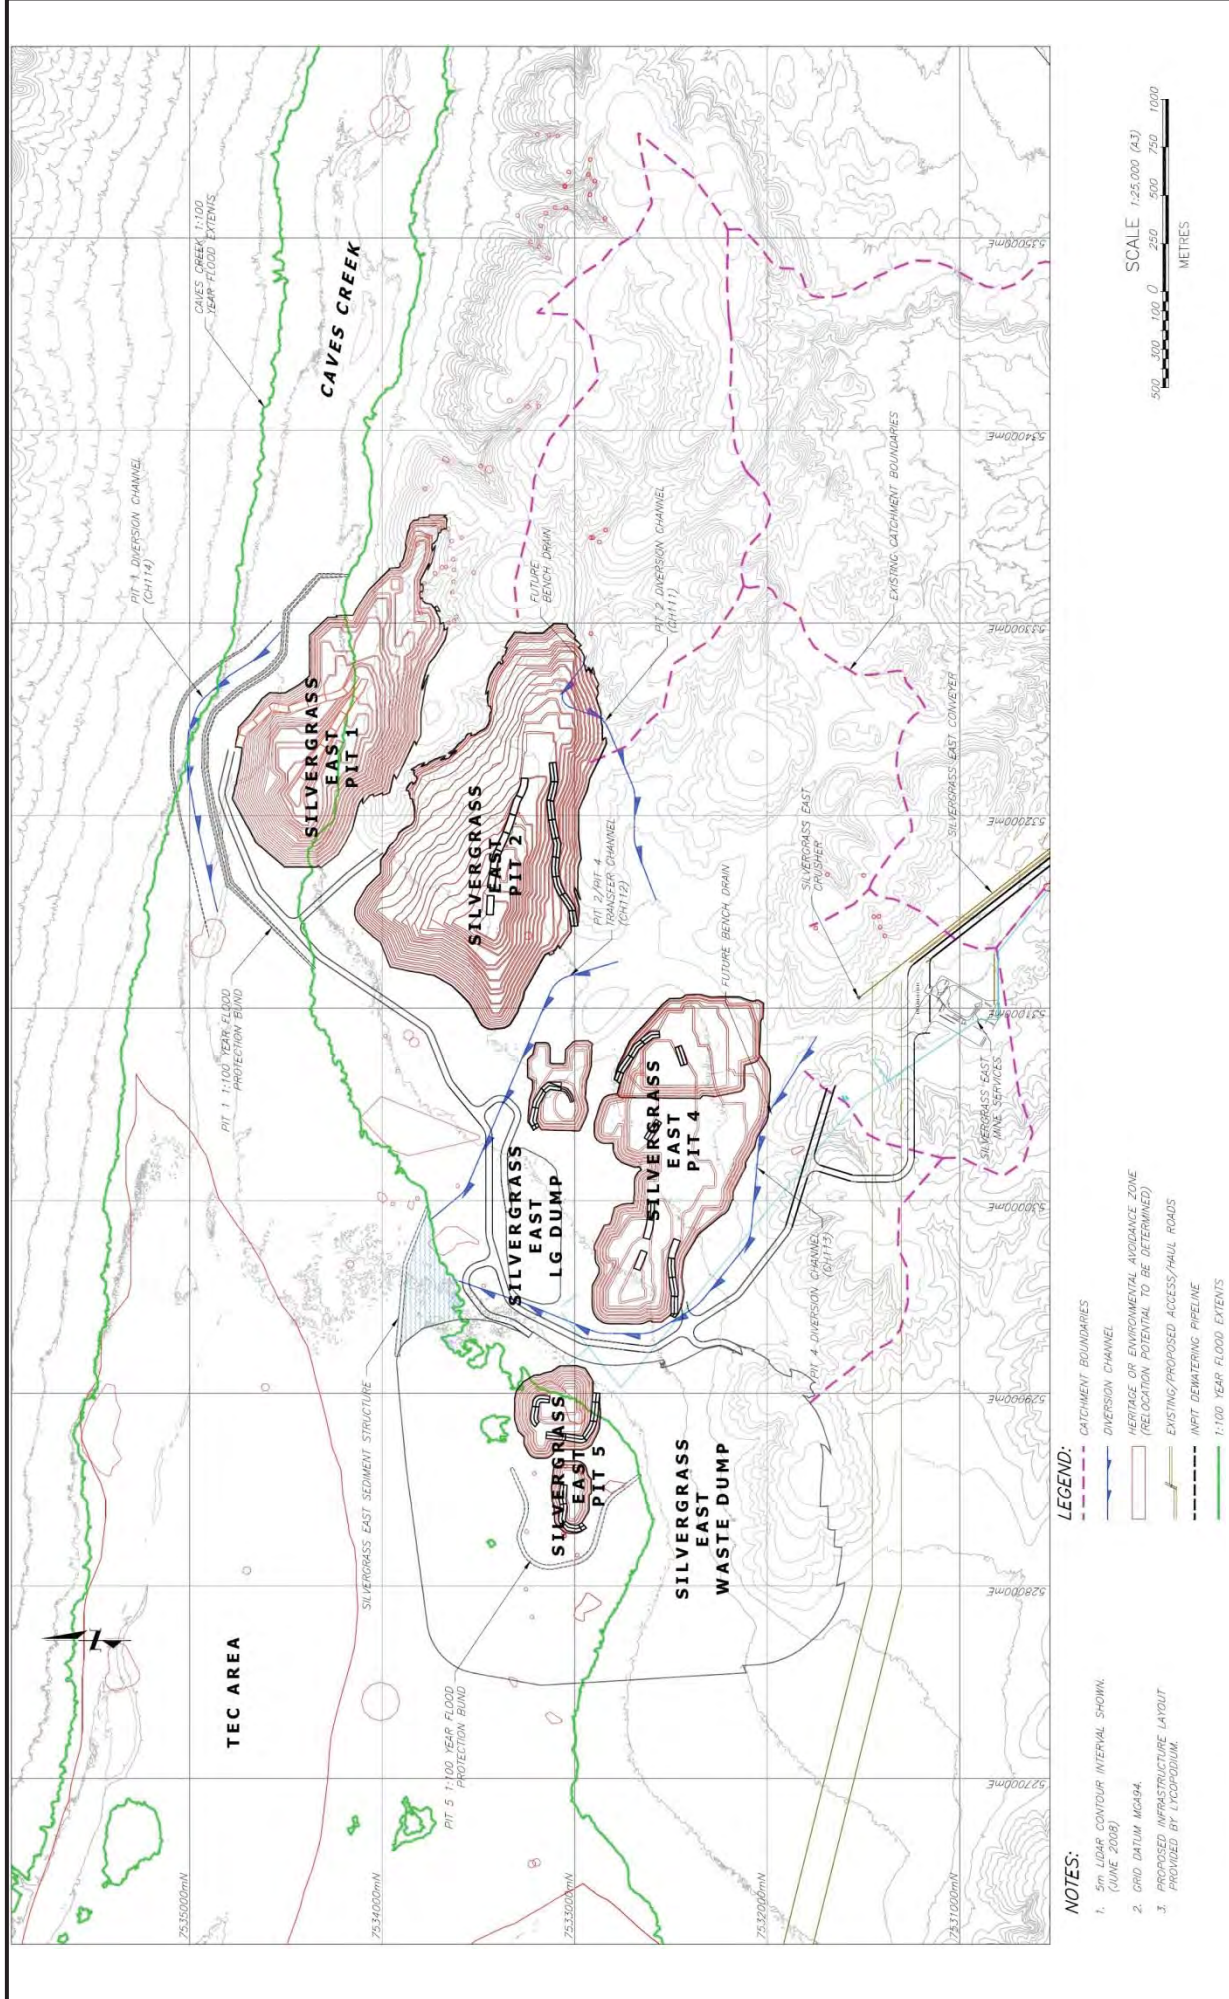 CAVES CREEK 1:100
YEAR FLOOD EXTENTS
CAVES CREEK
PIT 1 DIVERSION CHANNEL
(CH114)
SILVERGRASS
EAST
PIT 1
PIT 1 1:100 YEAR FLOOD
PROTECTION BUND
SILVERGRASS
EAST
PIT 2
FUTURE
BENCH DRAIN
PIT 2 DIVERSION CHANNEL
(CH111)
PIT 2/PIT 4
TRANSFER CHANNEL
(CH112)
FUTURE BENCH DRAIN
EXISTING CATCHMENT BOUNDARIES
SILVERGRASS EAST
CRUSHER
SILVERGRASS EAST CONVEYER
SILVERGRASS EAST
MINE SERVICES
SILVERGRASS
EAST
LG DUMP
SILVERGRASS
EAST
PIT 4
PIT 4 DIVERSION CHANNEL
(CH113)
SILVERGRASS EAST SEDIMENT STRUCTURE
SILVERGRASS
EAST
PIT 5
SILVERGRASS
EAST
WASTE DUMP
PIT 5 1:100 YEAR FLOOD
PROTECTION BUND
TEC AREA
7535000mN
7534000mN
7533000mN
7532000mN
7531000mN
527000mE
528000mE
529000mE
530000mE
531000mE
532000mE
533000mE
534000mE
535000mE
NOTES:
1. 5m LIDAR CONTOUR INTERVAL SHOWN.
(JUNE 2008)
2. GRID DATUM MGA94.
3. PROPOSED INFRASTRUCTURE LAYOUT
PROVIDED BY LYCOPODIUM.
LEGEND:
CATCHMENT BOUNDARIES
DIVERSION CHANNEL
HERITAGE OR ENVIRONMENTAL AVOIDANCE ZONE
(RELOCATION POTENTIAL TO BE DETERMINED)
EXISTING/PROPOSED ACCESS/HAUL ROADS
INPIT DEWATERING PIPELINE
1:100 YEAR FLOOD EXTENTS
SCALE 1:25,000 (A3)
500 300 100 0 250 500 750 1000
METRES